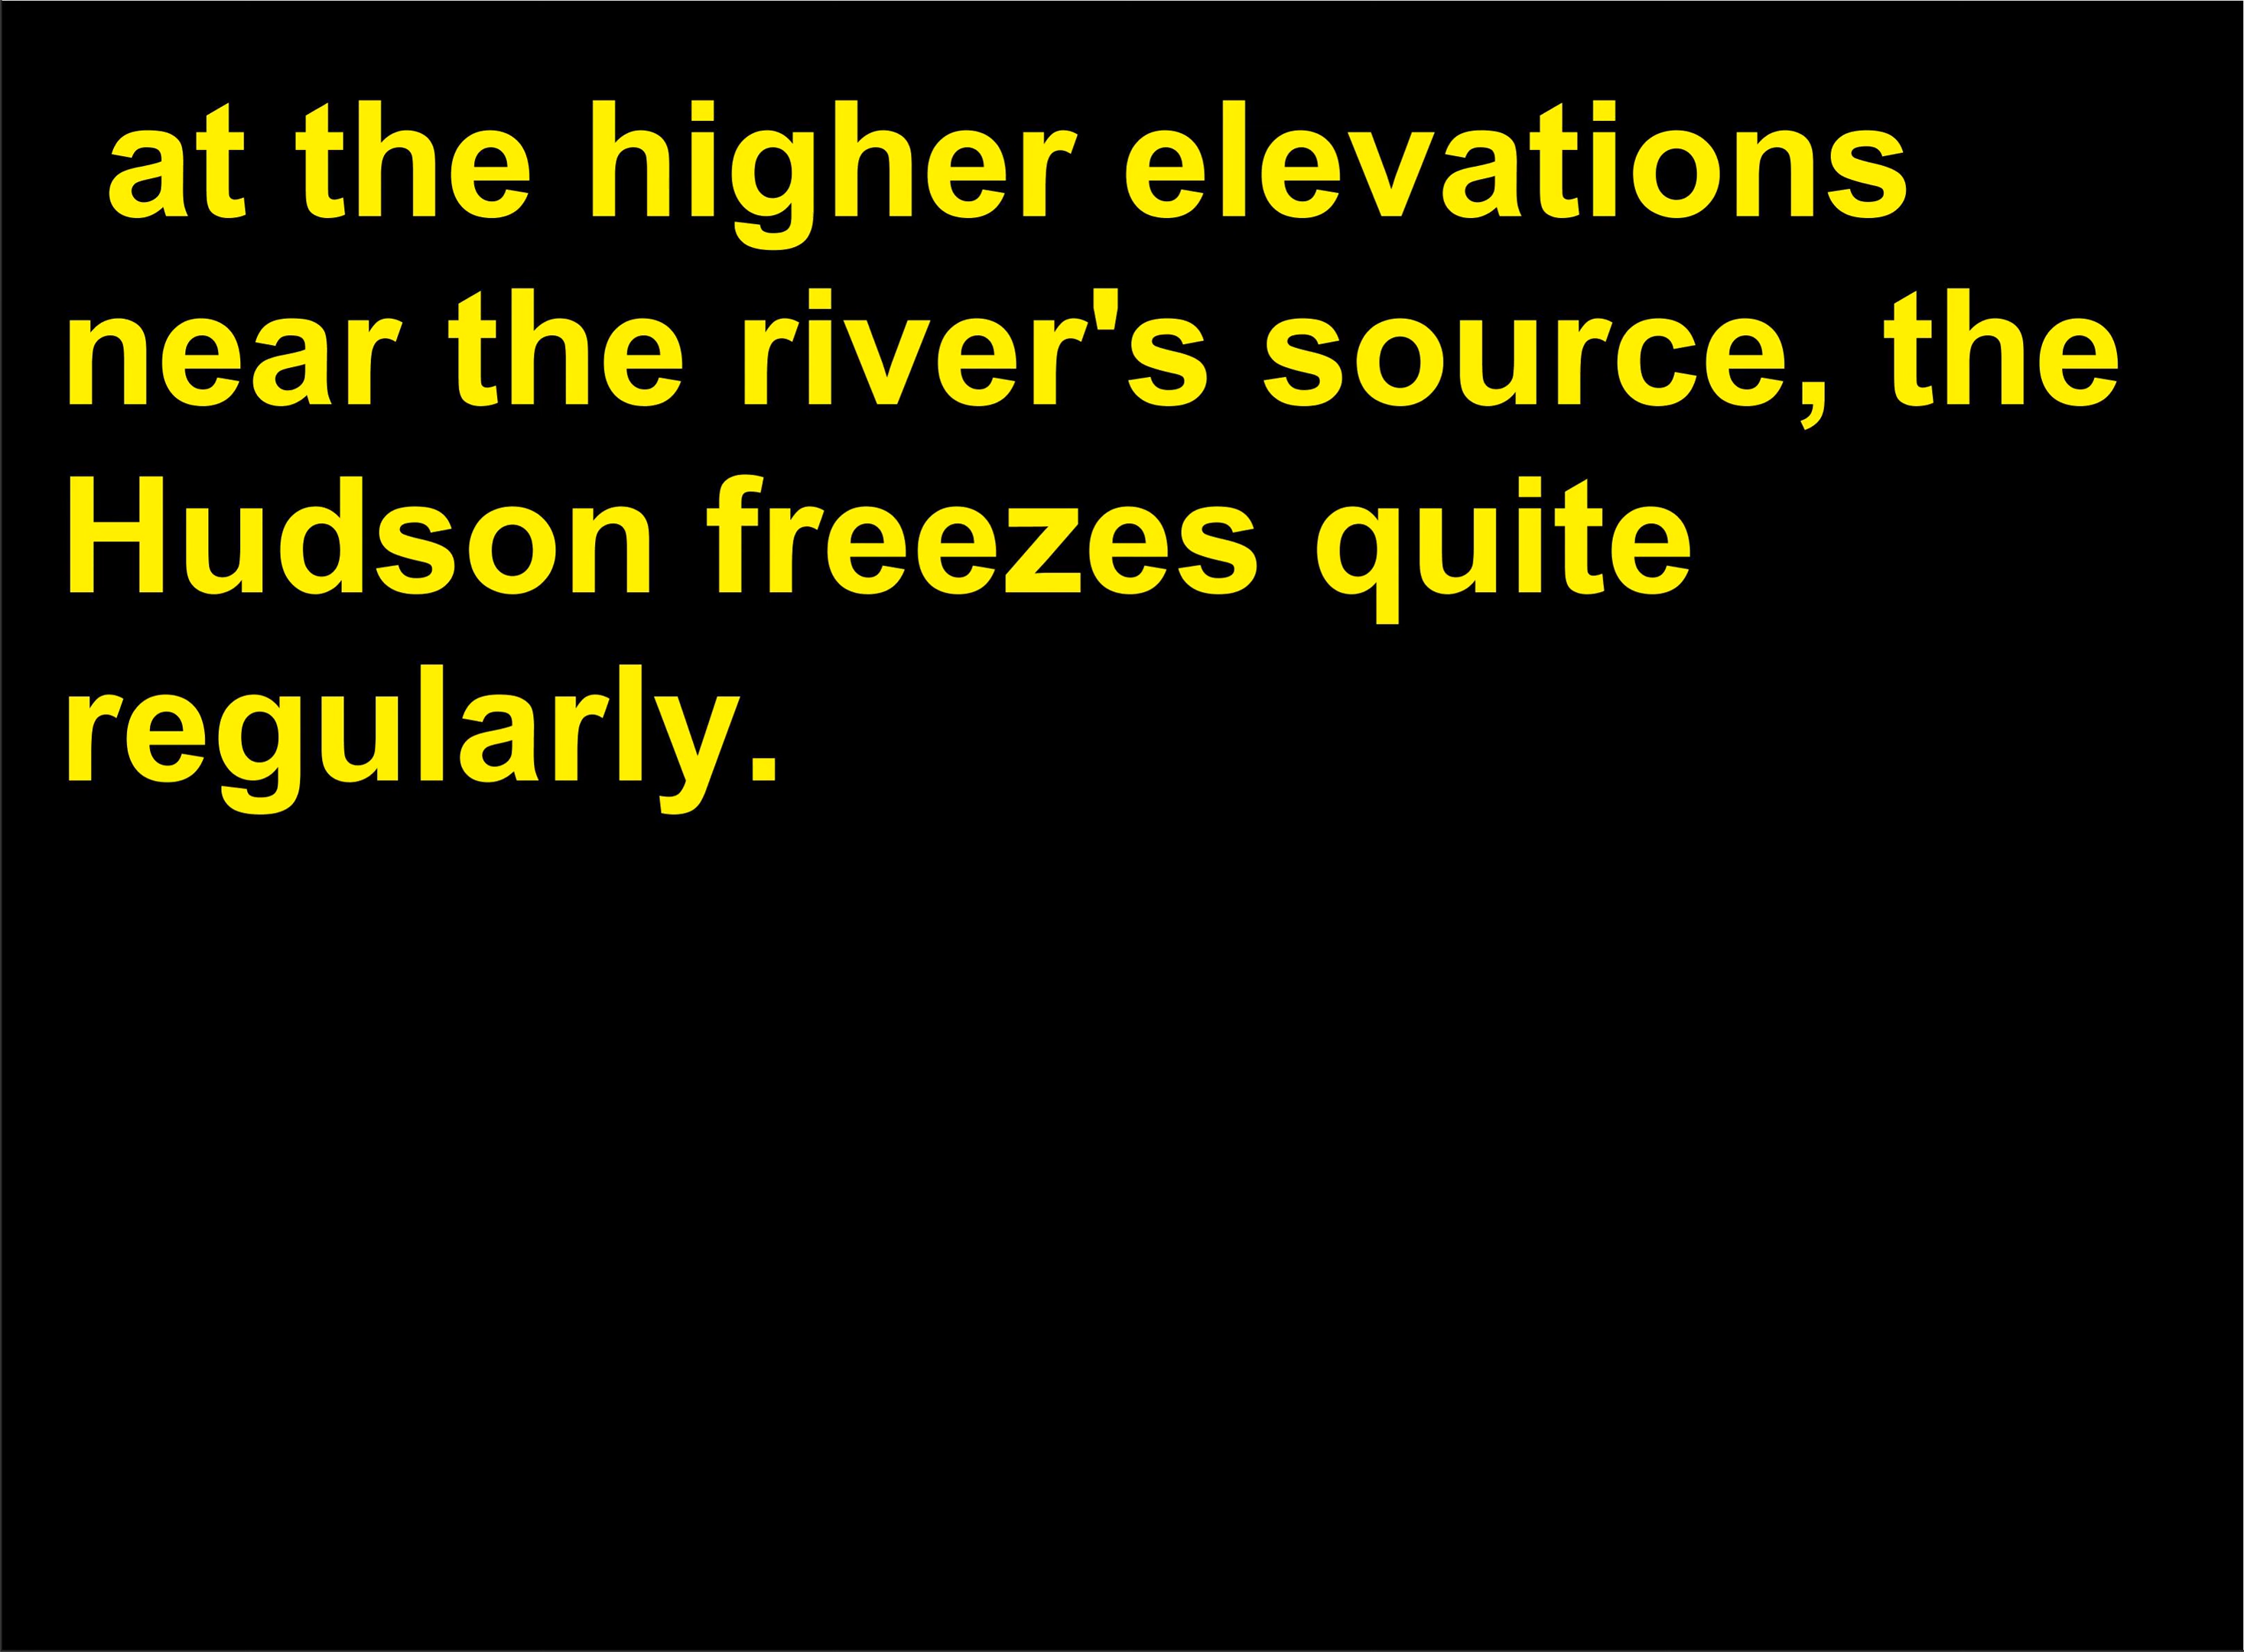 at the higher elevations
near the river's source, the
Hudson freezes quite
regularly.